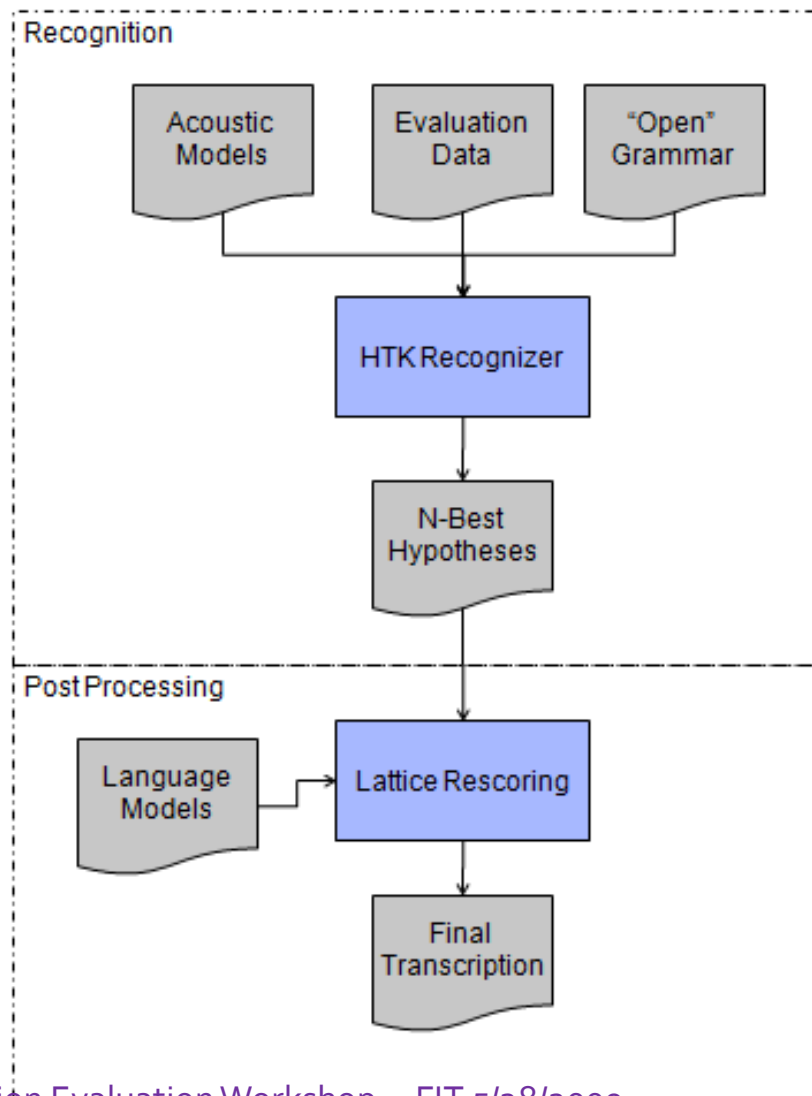 Recognition
Acoustic
Models
Evaluation
Data
“Open”
Grammar
HTK Recognizer
N-Best
Hypotheses
Post Processing
Language
Models
Lattice Rescoring
Final
Transcription
Evaluation Workshop – EIT